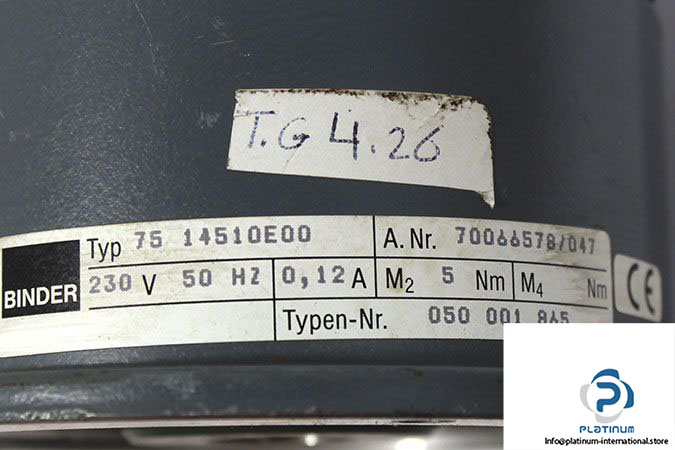 T.G 4.26
BINDER
Typ 75 14510E00 A.Nr. 70066578/047
230 V 50 HZ 0,12 A M2 5 Nm M4 Nm
Typen-Nr. 050 001 865
CE
PLATINUM
Info@platinum-international.store